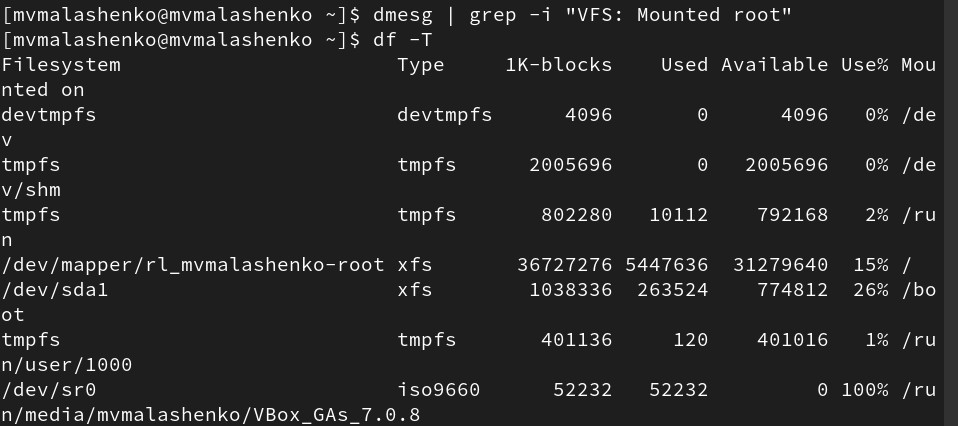 [mvmalashenko@mvmalashenko ~]$ dmesg | grep -i "VFS: Mounted root"
[mvmalashenko@mvmalashenko ~]$ df -T
Filesystem                       Type     1K-blocks    Used Available Use% Mou
nted on
devtmpfs                         devtmpfs      4096       0      4096   0% /de
v
tmpfs                            tmpfs      2005696       0   2005696   0% /de
v/shm
tmpfs                            tmpfs       802280   10112    792168   2% /ru
n
/dev/mapper/rl_mvmalashenko-root xfs       36727276 5447636  31279640  15% /
/dev/sda1                        xfs        1038336  263524    774812  26% /bo
ot
tmpfs                            tmpfs       401136     120    401016   1% /ru
n/user/1000
/dev/sr0                         iso9660      52232   52232         0 100% /ru
n/media/mvmalashenko/VBox_GAs_7.0.8